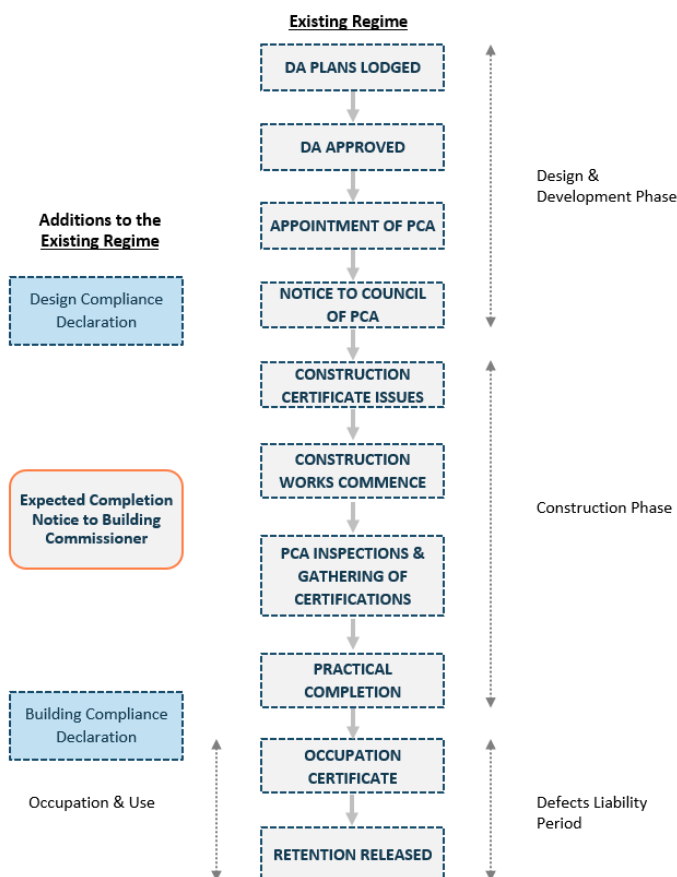 Existing Regime
DA PLANS LODGED
DA APPROVED
Design &
Development Phase
Additions to the
Existing Regime
APPOINTMENT OF PCA
Design Compliance
Declaration
NOTICE TO COUNCIL
OF PCA
CONSTRUCTION
CERTIFICATE ISSUES
CONSTRUCTION
WORKS COMMENCE
Expected Completion
Notice to Building
Commissioner
Construction Phase
PCA INSPECTIONS &
GATHERING OF
CERTIFICATIONS
PRACTICAL
COMPLETION
Building Compliance
Declaration
OCCUPATION
CERTIFICATE
Occupation & Use
Defects Liability
Period
RETENTION RELEASED